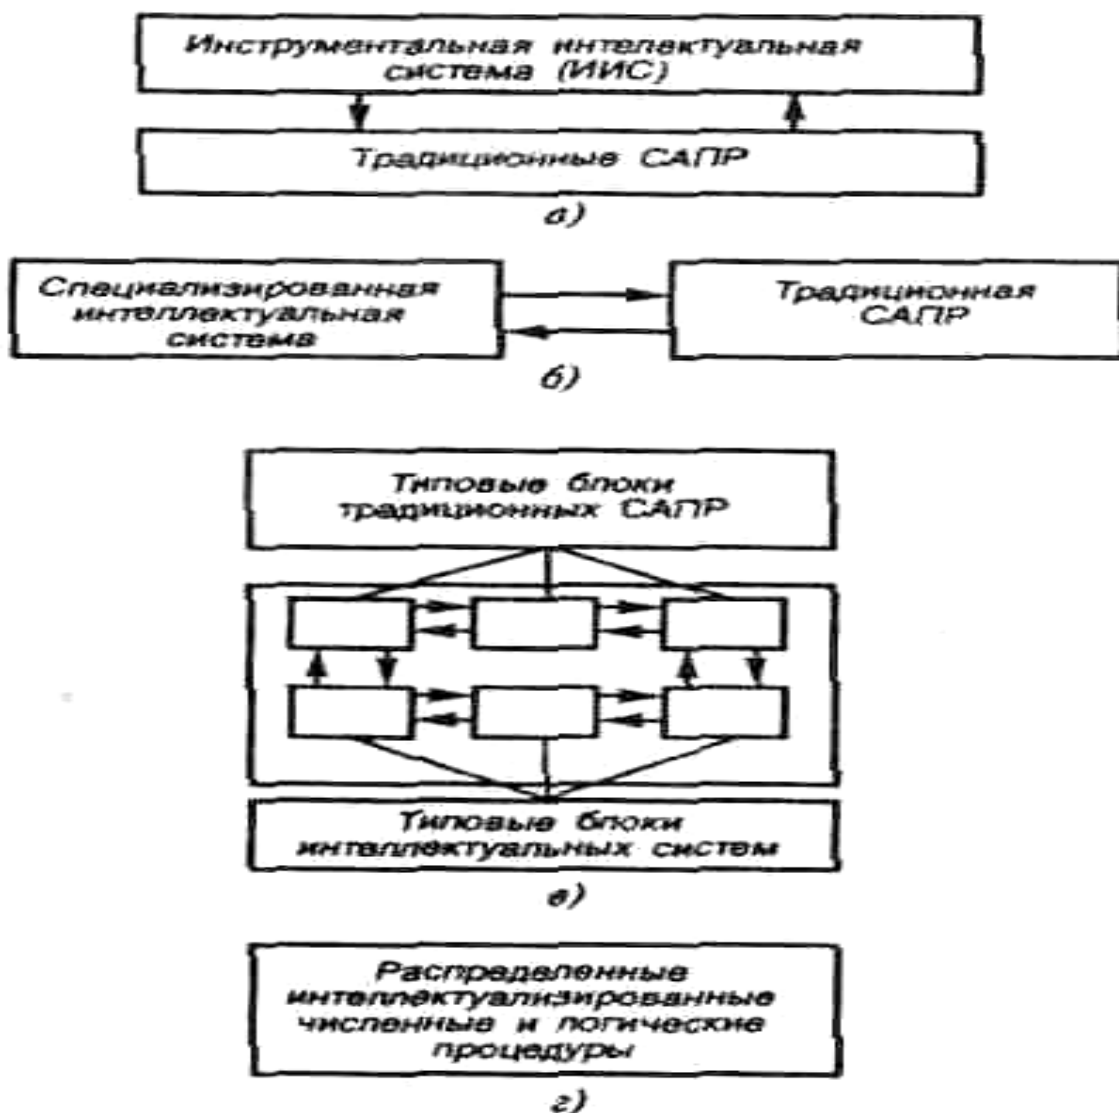 Инструментальная интелектуальная
система (ИИС)
Традиционные САПР
а)
Специализированная
интеллектуальная
система
Традиционная
САПР
б)
Типовые блоки
традиционных САПР
Типовые блоки
интеллектуальных систем
в)
Распределенные
интеллектуализированные
численные и логические
процедуры
г)